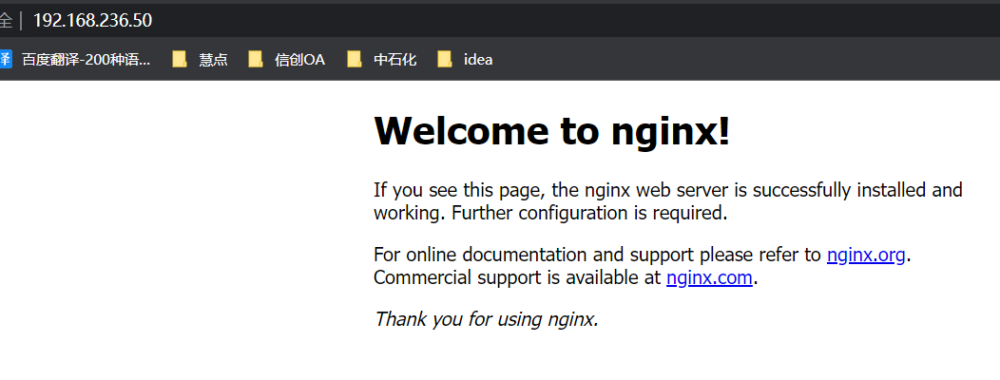 全 | 192.168.236.50
译 百度翻译-200种语... 慧点 信创OA 中石化 idea
Welcome to nginx!
If you see this page, the nginx web server is successfully installed and
working. Further configuration is required.
For online documentation and support please refer to nginx.org.
Commercial support is available at nginx.com.
Thank you for using nginx.